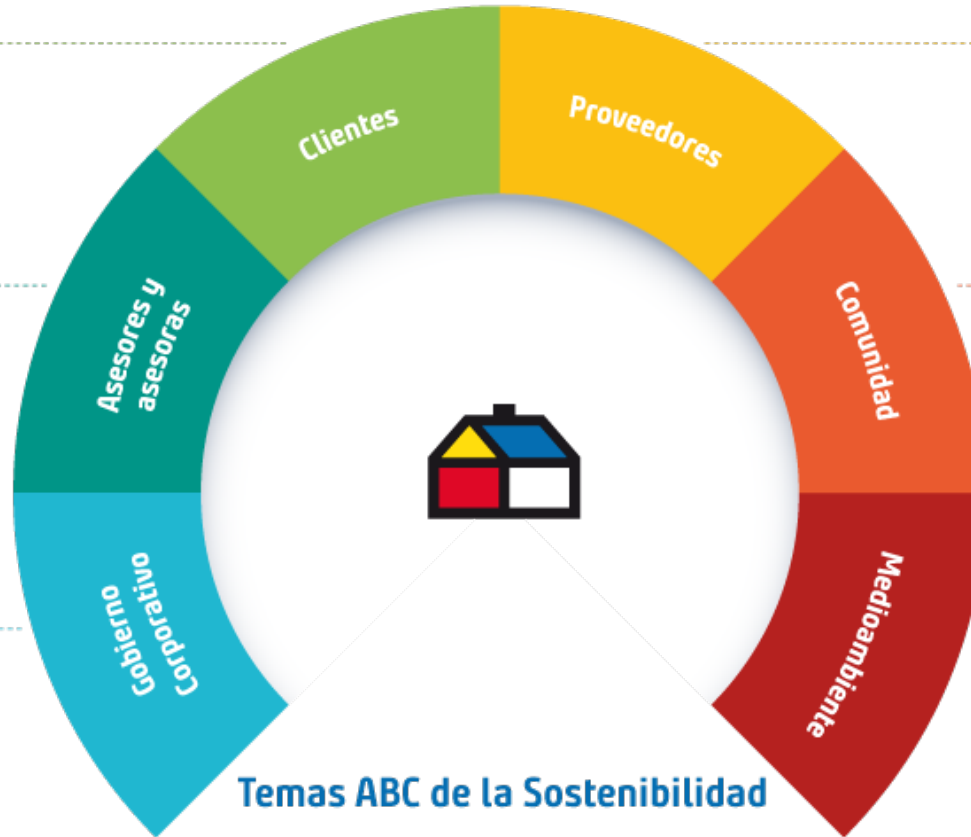 Clientes
Proveedores
Asesores y
asesoras
Comunidad
Gobierno
Corporativo
Medioambiente
Temas ABC de la Sostenibilidad